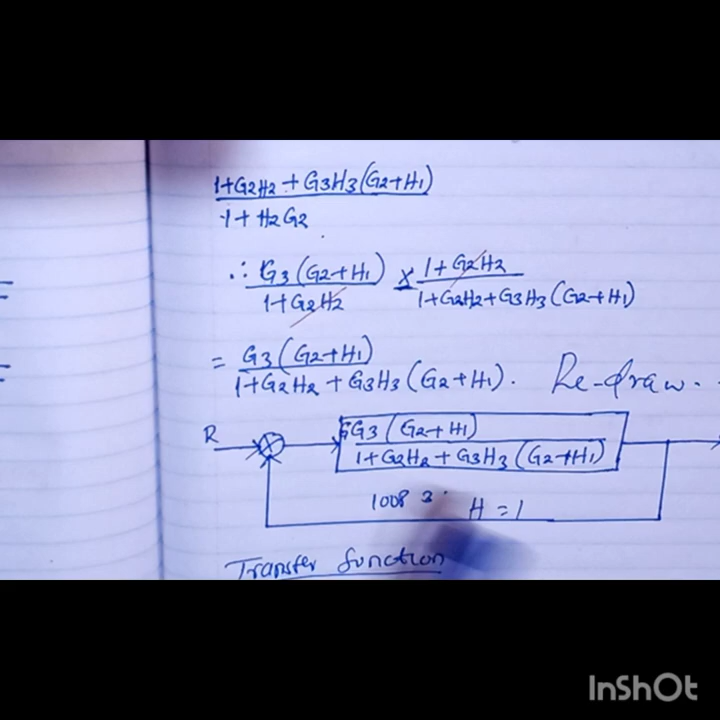 1+G2H2 + G3H3(G2+H1)
1 + H2G2
∴ G3(G2+H1) × 1+G2H2
1+G2H2 1+G2H2+G3H3(G2+H1)
= G3(G2+H1)
1+G2H2 + G3H3(G2+H1). Re-draw.
R G3(G2+H1)
1+G2H2 + G3H3(G2+H1)
H = 1
Transfer function
InShOt